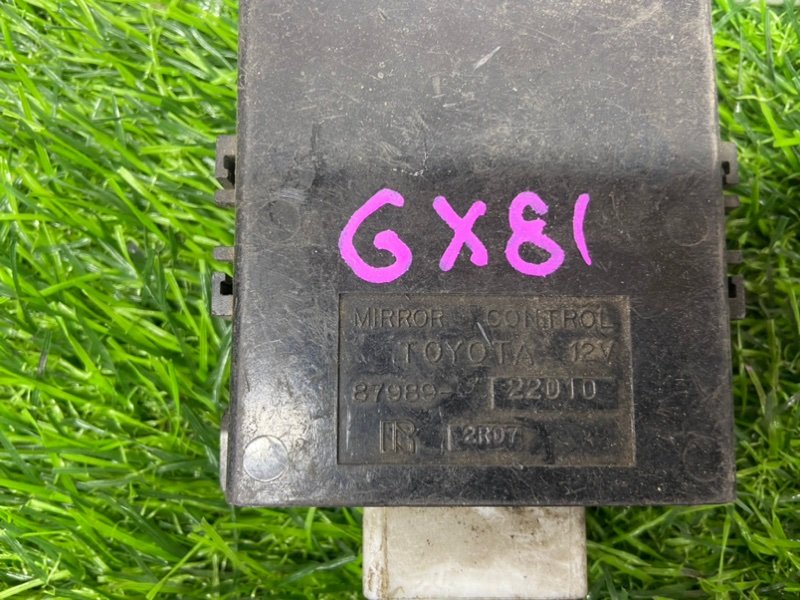 GX81
MIRROR CONTROL
TOYOTA 12V
87989-22010
R 2R07